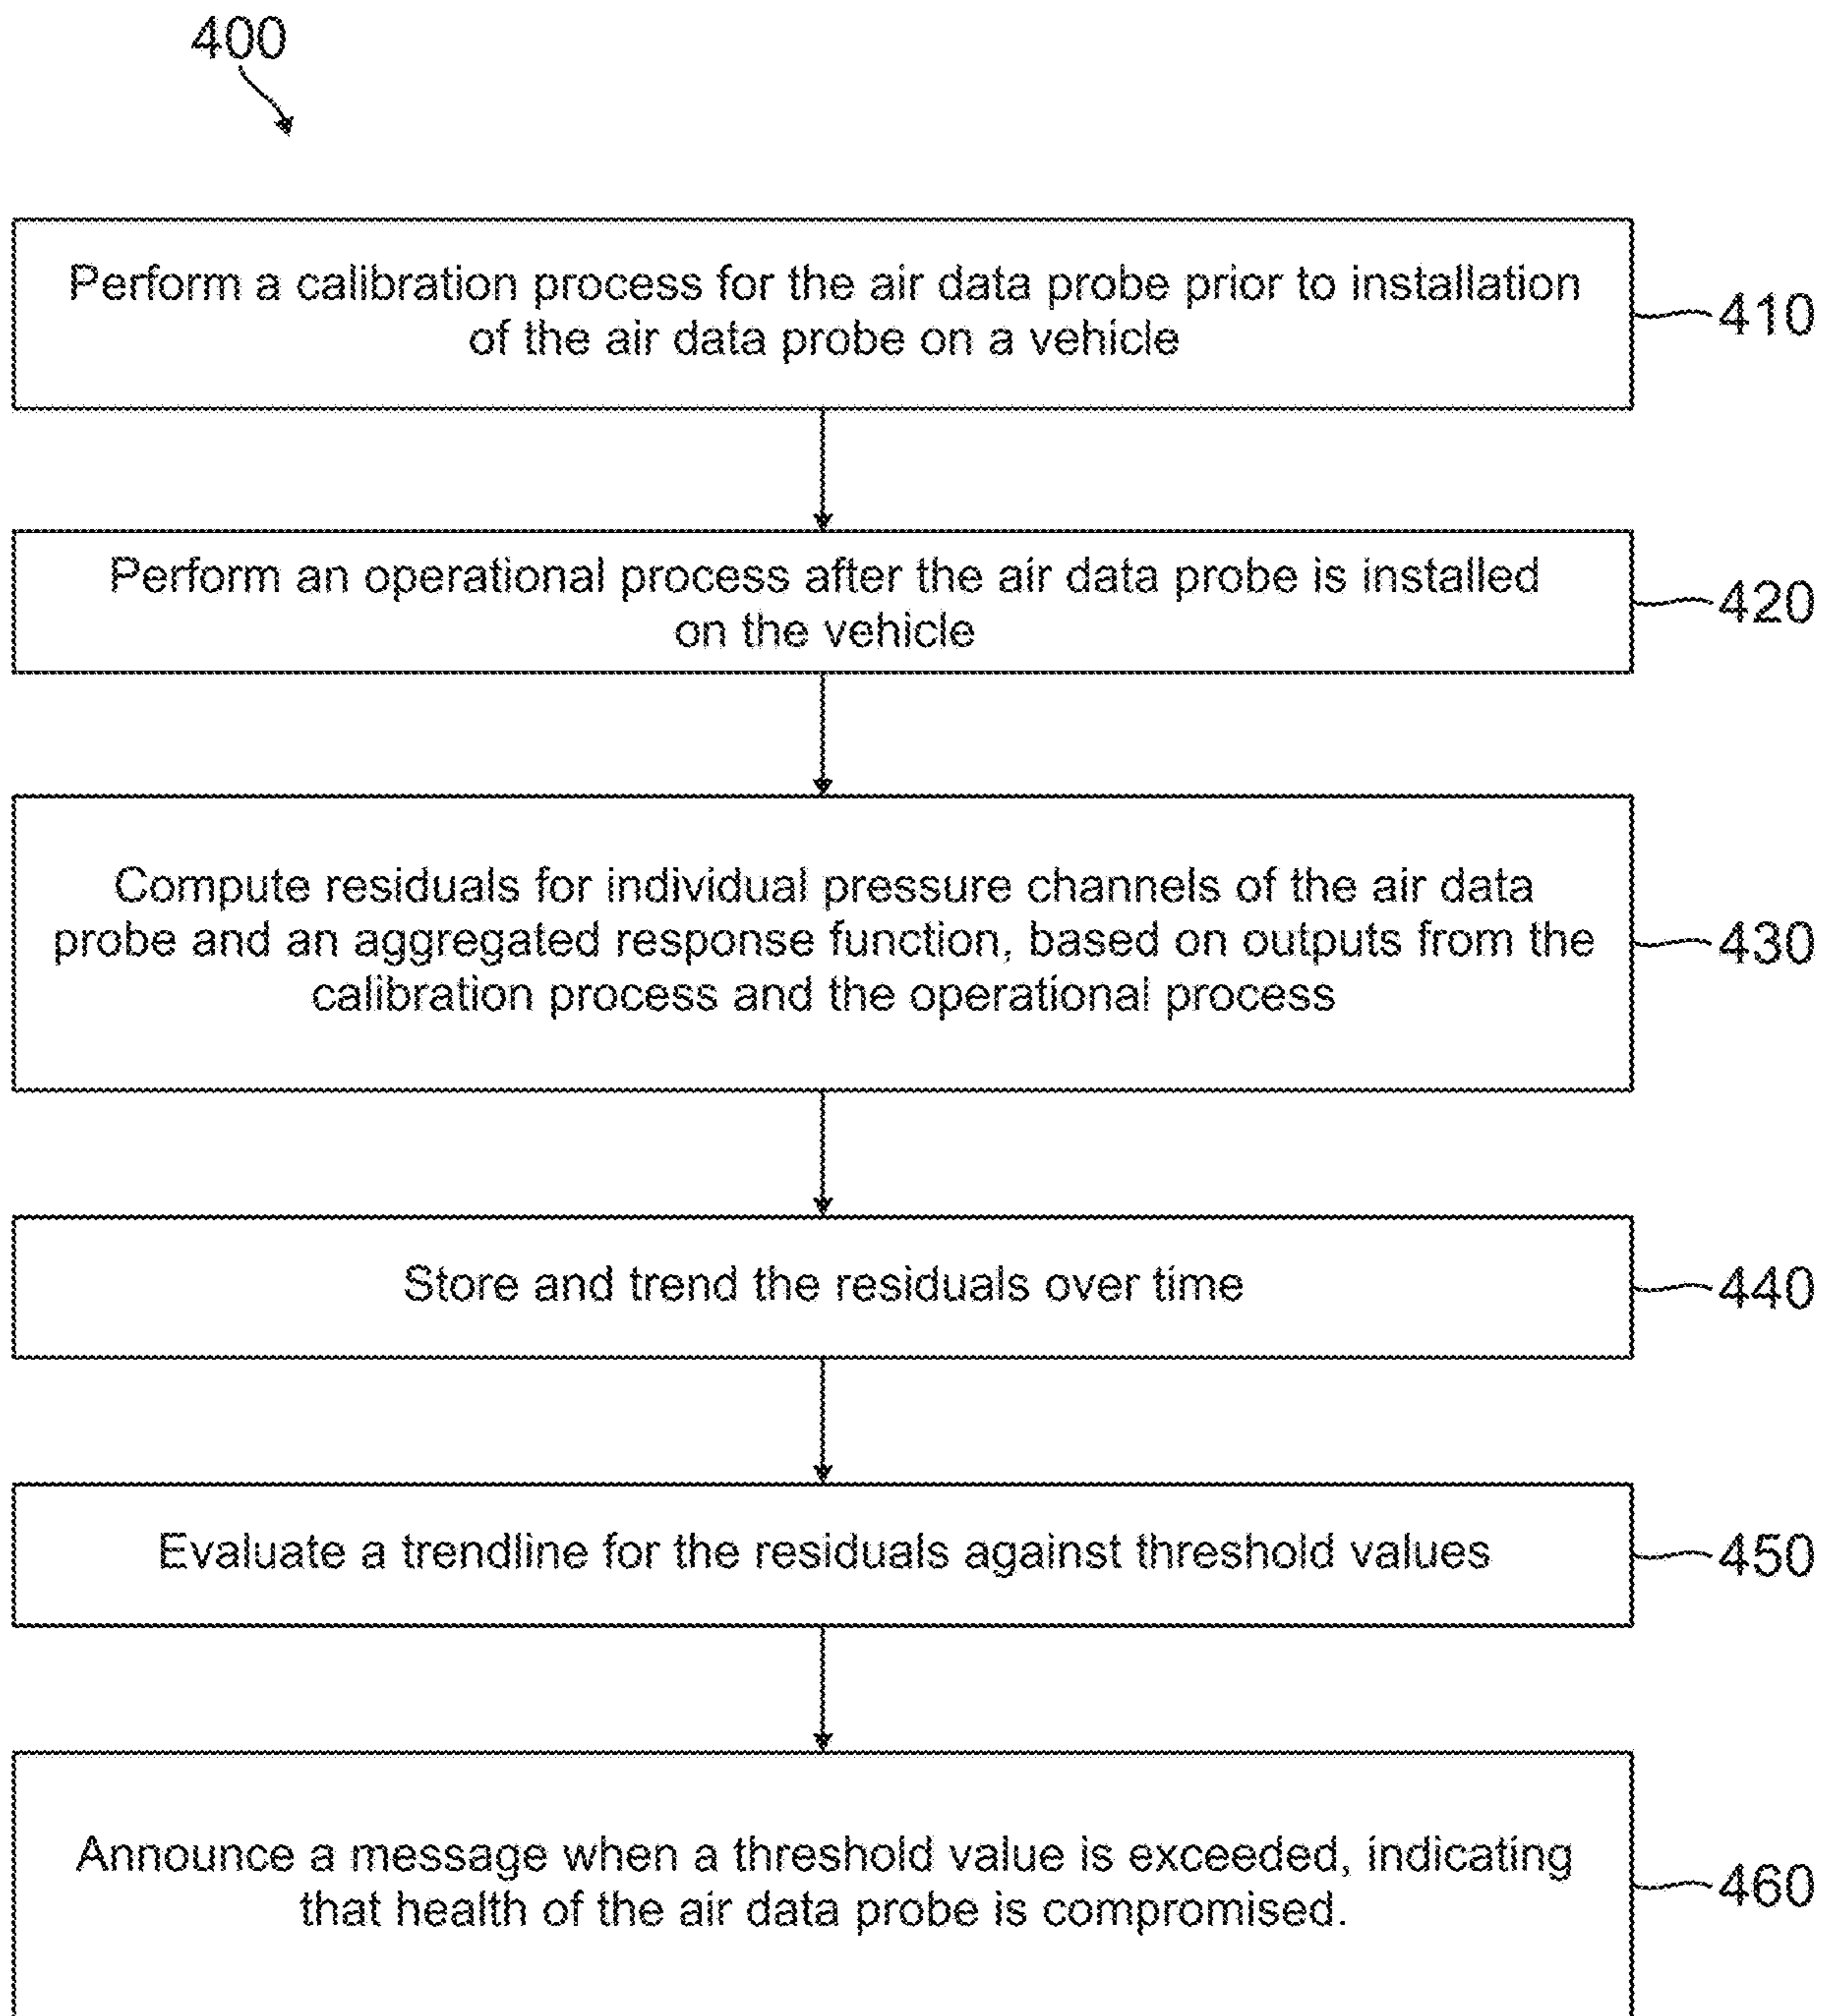 400
Perform a calibration process for the air data probe prior to installation
of the air data probe on a vehicle
410
Perform an operational process after the air data probe is installed
on the vehicle
420
Compute residuals for individual pressure channels of the air data
probe and an aggregated response function, based on outputs from the
calibration process and the operational process
430
Store and trend the residuals over time
440
Evaluate a trendline for the residuals against threshold values
450
Announce a message when a threshold value is exceeded, indicating
that health of the air data probe is compromised.
460